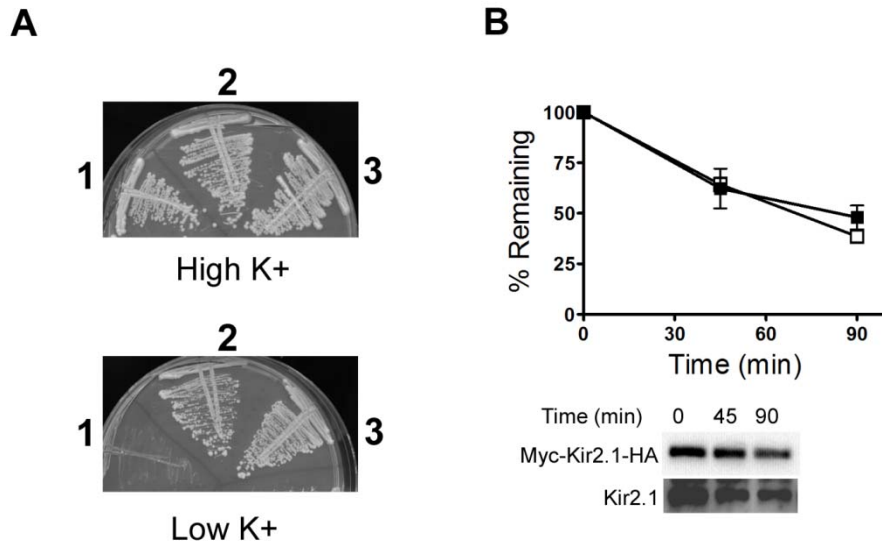 A
2
1
3
High K+
2
1
3
Low K+
B
100
75
50
25
0
% Remaining
0 30 60 90
Time (min)
Time (min) 0 45 90
Myc-Kir2.1-HA
Kir2.1